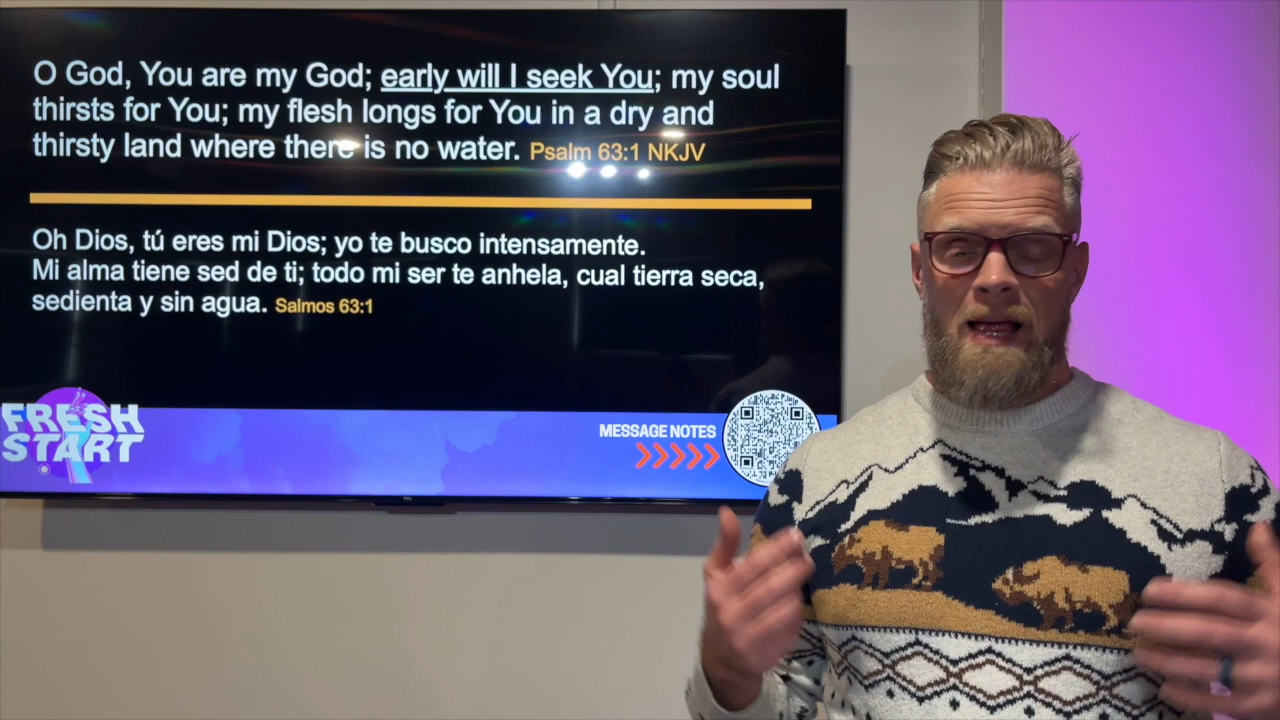 O God, You are my God; early will I seek You; my soul
thirsts for You; my flesh longs for You in a dry and
thirsty land where there is no water. Psalm 63:1 NKJV
Oh Dios, tú eres mi Dios; yo te busco intensamente.
Mi alma tiene sed de ti; todo mi ser te anhela, cual tierra seca,
sedienta y sin agua. Salmos 63:1
FRESH
START
MESSAGE NOTES
TCL